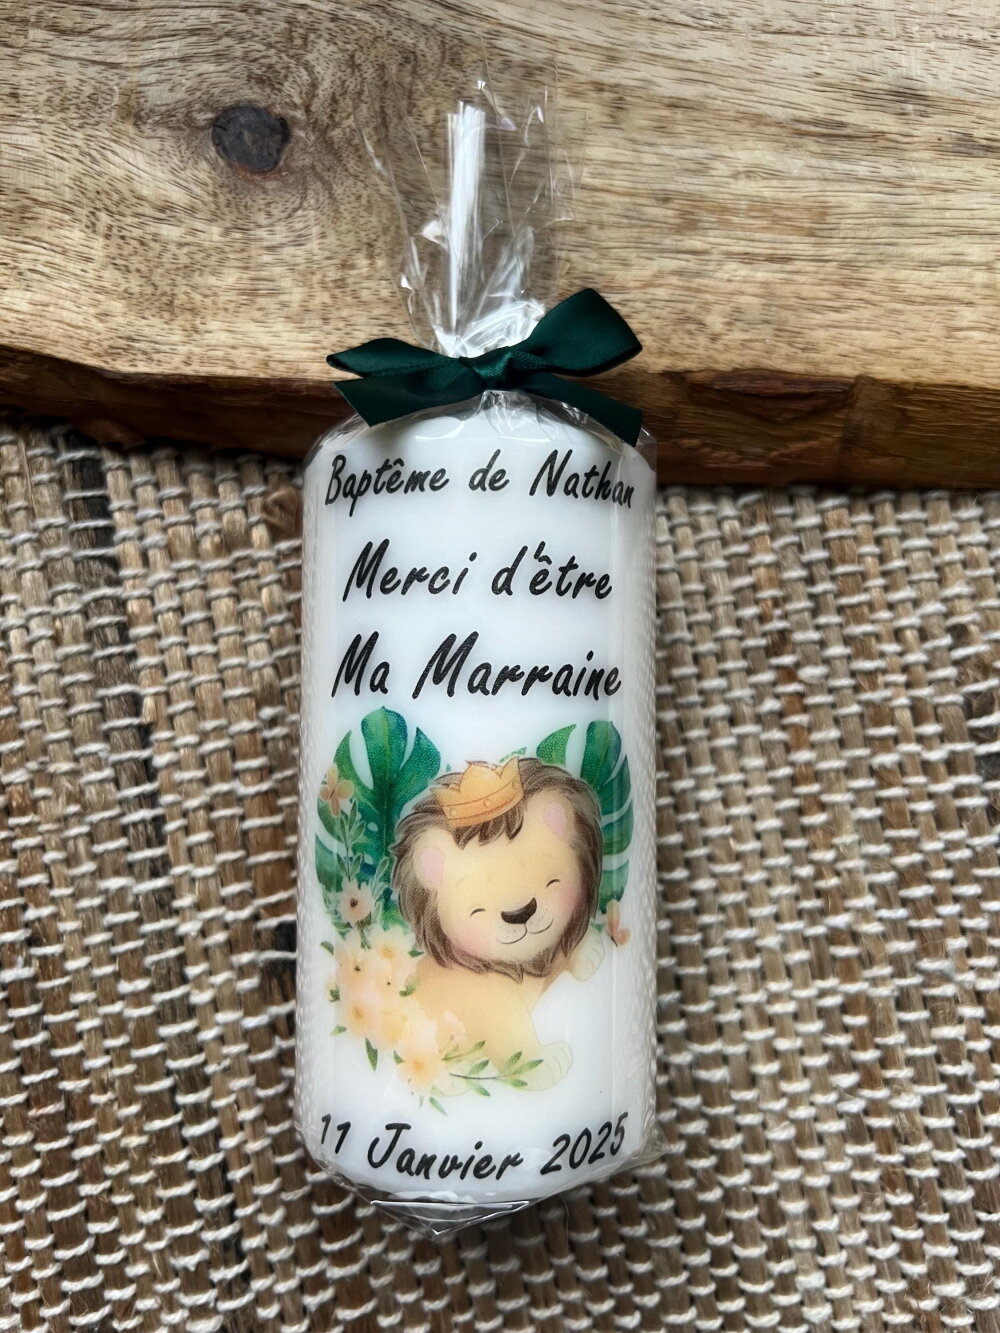 Baptême de Nathan
Merci d'être
Ma Marraine
11 Janvier 2025